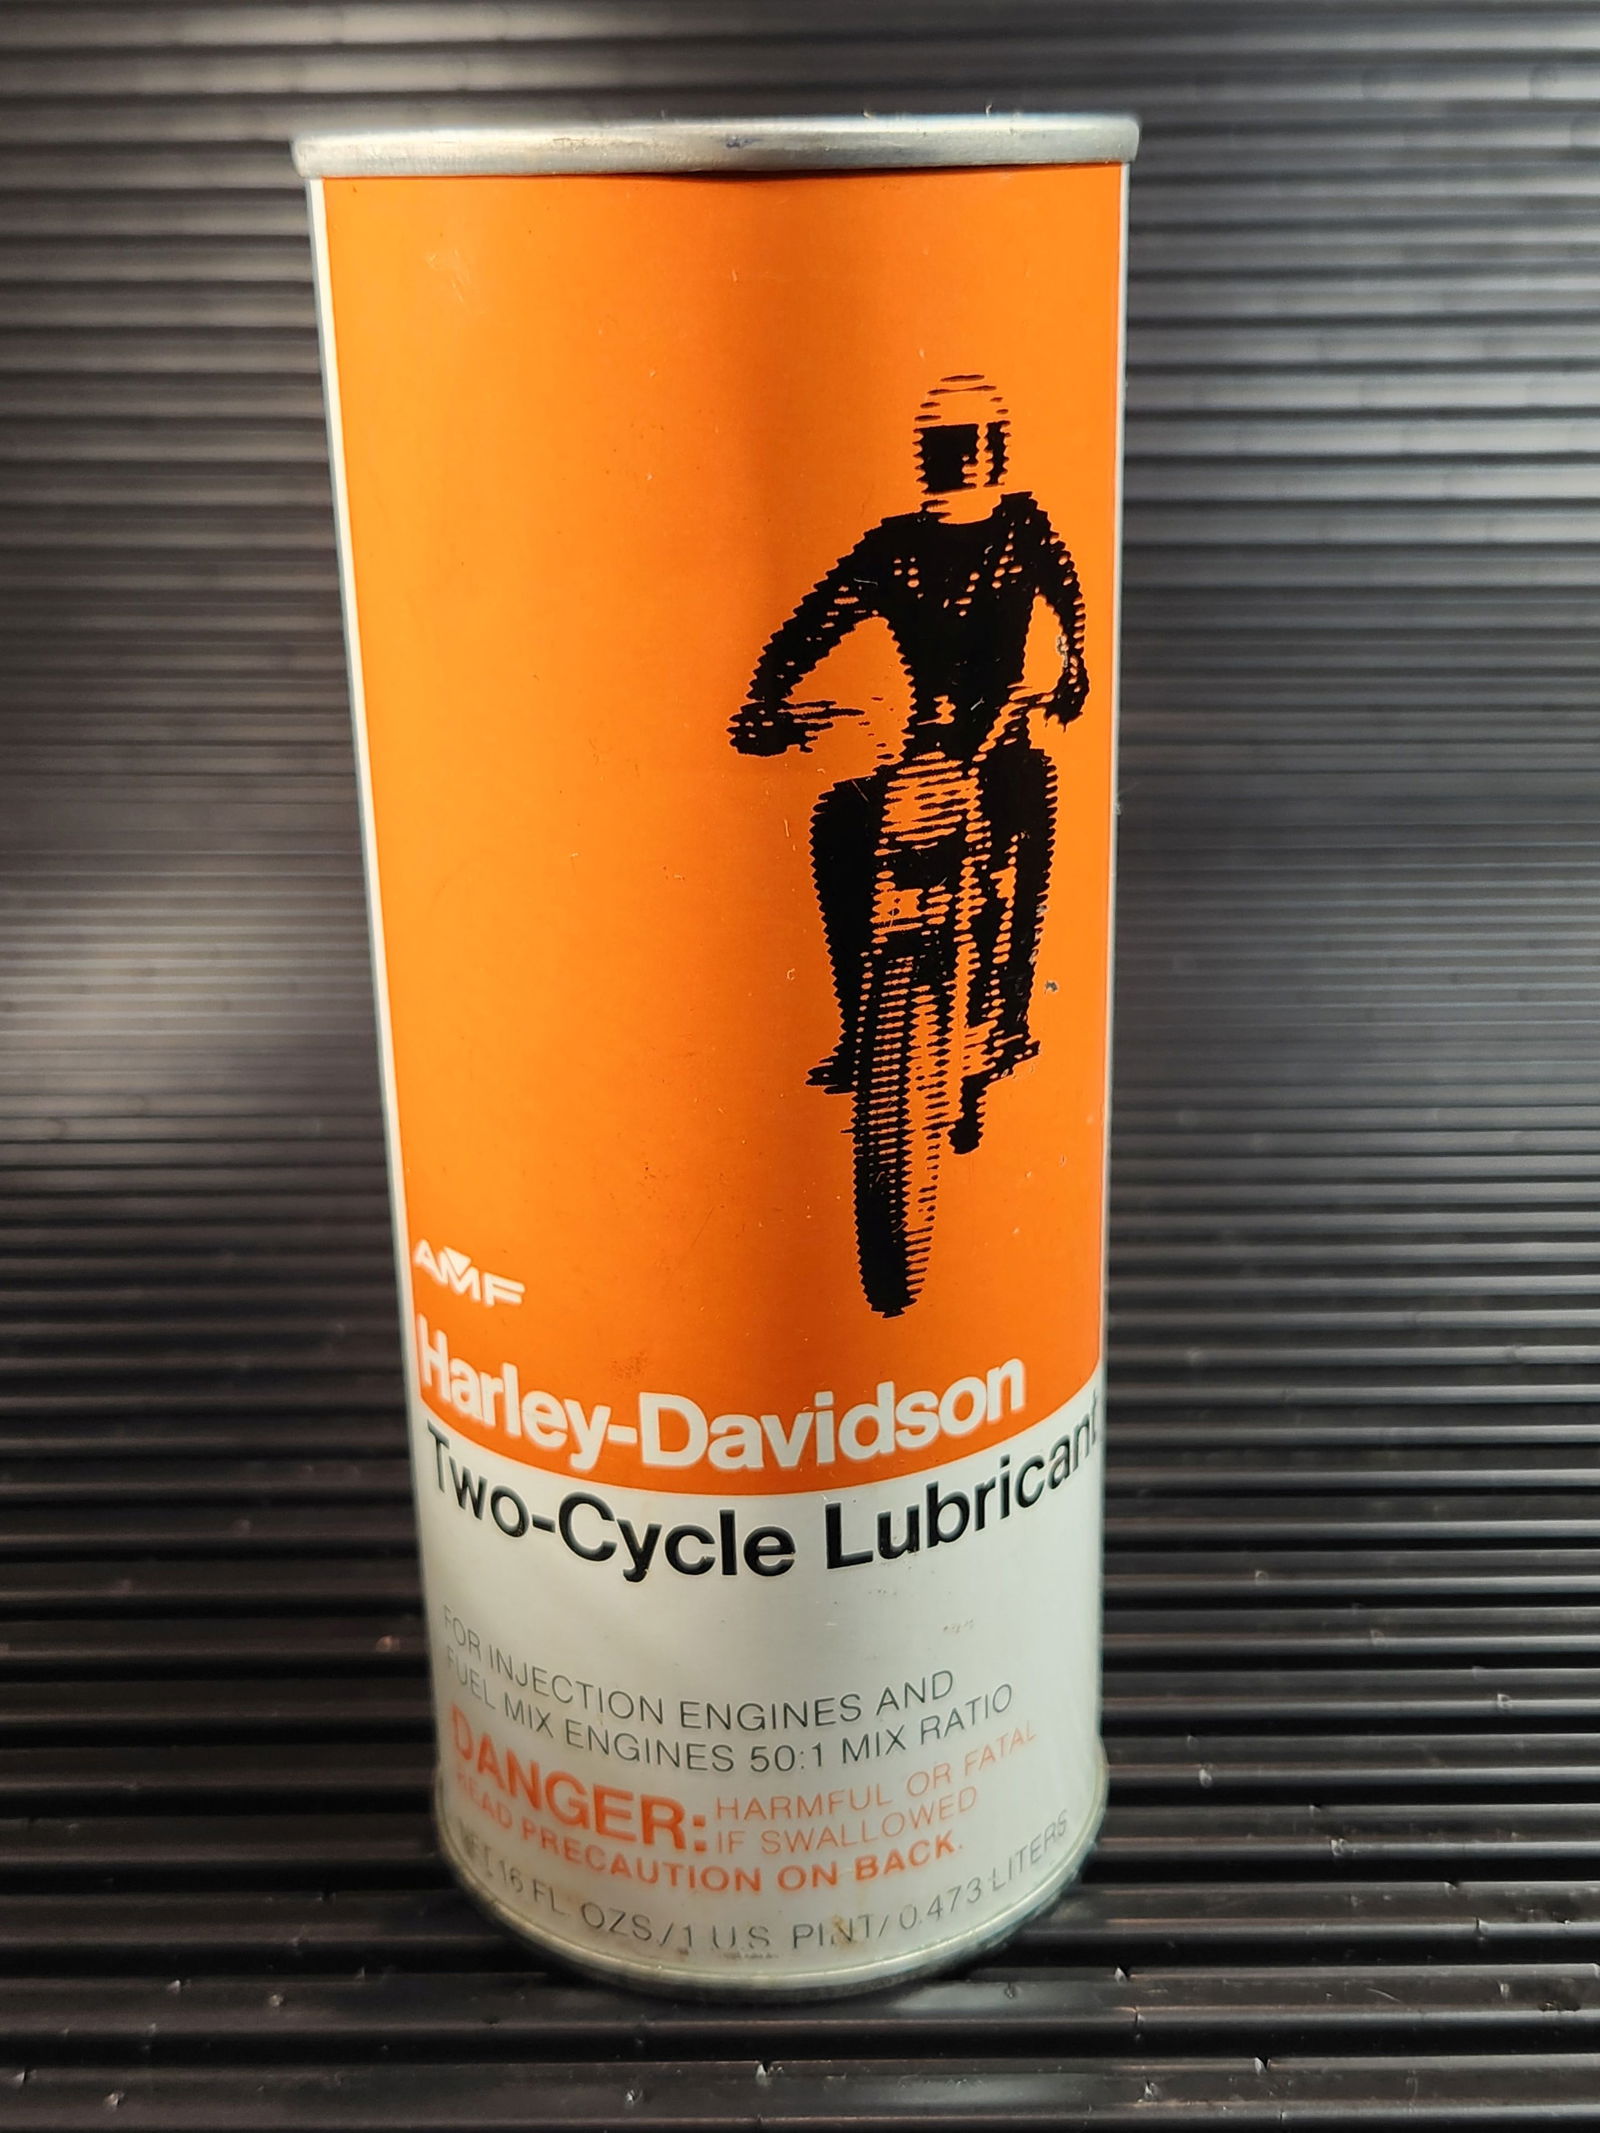 AMF
Harley-Davidson
Two-Cycle Lubricant
FOR INJECTION ENGINES AND
FUEL MIX ENGINES 50:1 MIX RATIO
DANGER: HARMFUL OR FATAL
IF SWALLOWED
READ PRECAUTION ON BACK.
NET 16 FL. OZS./1 U.S. PINT/0.473 LITERS